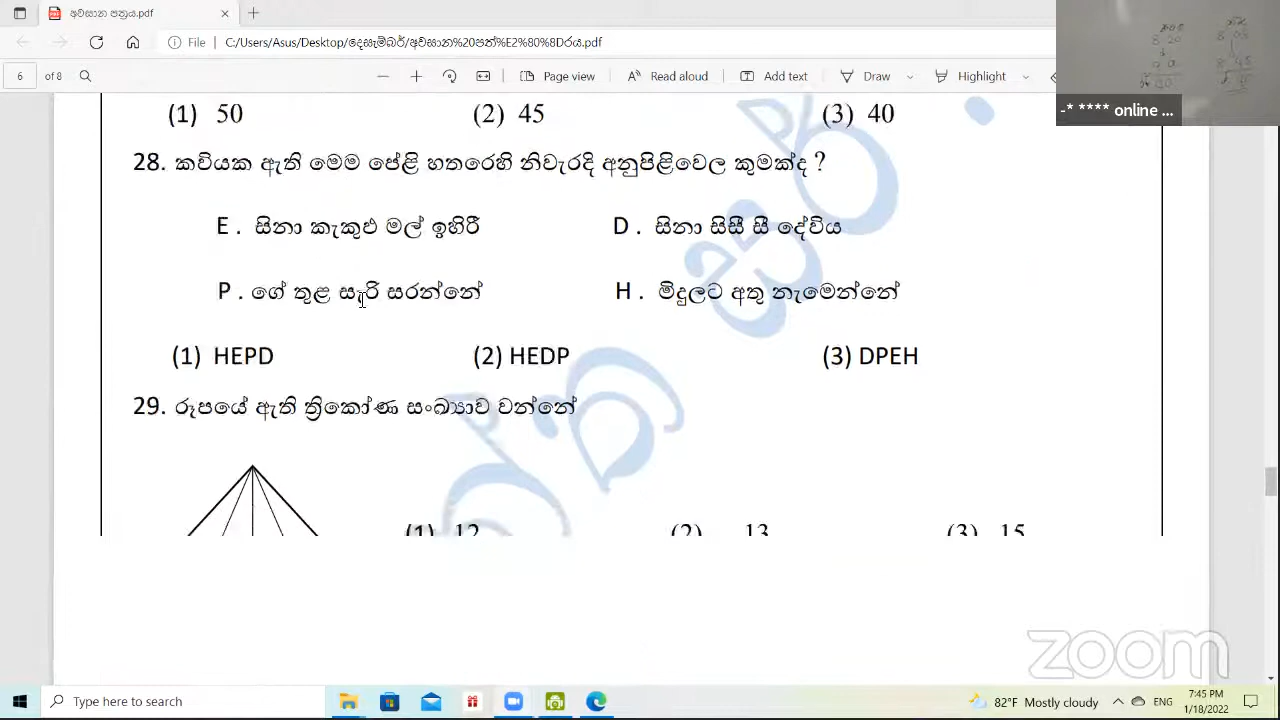 අවසාන පත්‍රය.pdf
File C:/Users/Asus/Desktop/දෙසැම්බර්/අවසාන%20පත්%E2%80%8Dරය.pdf
6 of 8 Page view Read aloud Add text Draw Highlight
-* **** online ...
(1) 50 (2) 45 (3) 40
28. කවියක ඇති මෙම පේළි හතරෙහි නිවැරදි අනුපිළිවෙල කුමක්ද ?
E . සිනා කැකුළු මල් ඉහිරී D . සිනා සිසී සී දේවිය
P . ගේ තුළ සැරි සරන්නේ H . මිදුලට අතු නැමෙන්නේ
(1) HEPD (2) HEDP (3) DPEH
29. රූපයේ ඇති ත්‍රිකෝණ සංඛ්‍යාව වන්නේ
(1) 12 (2) 13 (3) 15
zoom
Type here to search
82°F Mostly cloudy ENG 7:45 PM
1/18/2022